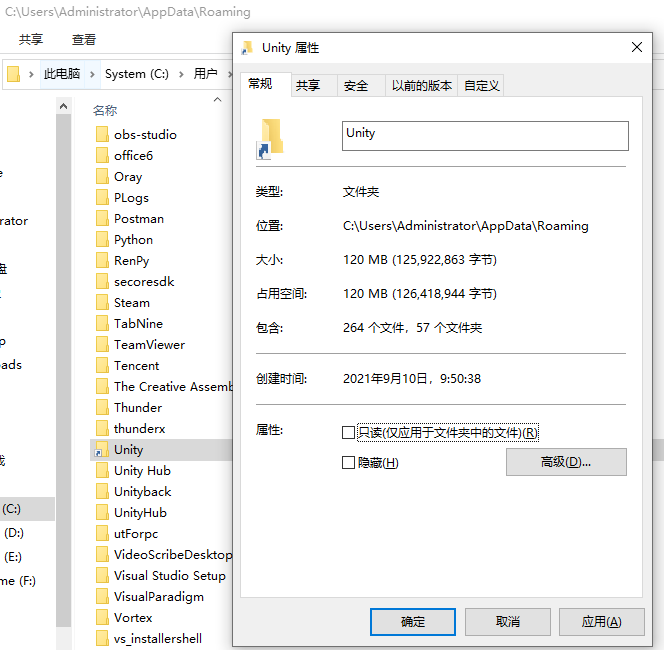 C:\Users\Administrator\AppData\Roaming
共享 查看
此电脑 System (C:) 用户
名称
obs-studio
office6
Oray
PLogs
Postman
Python
RenPy
secoresdk
Steam
TabNine
TeamViewer
Tencent
The Creative Assemb
Thunder
thunderx
Unity
Unity Hub
Unityback
UnityHub
utForpc
VideoScribeDesktop
Visual Studio Setup
VisualParadigm
Vortex
vs_installershell
rator
oads
(C:)
(D:)
(E:)
me (F:)
Unity 属性
常规 共享 安全 以前的版本 自定义
Unity
类型: 文件夹
位置: C:\Users\Administrator\AppData\Roaming
大小: 120 MB (125,922,863 字节)
占用空间: 120 MB (126,418,944 字节)
包含: 264 个文件，57 个文件夹
创建时间: 2021年9月10日，9:50:38
属性: 只读(仅应用于文件夹中的文件)(R)
隐藏(H) 高级(D)...
确定 取消 应用(A)